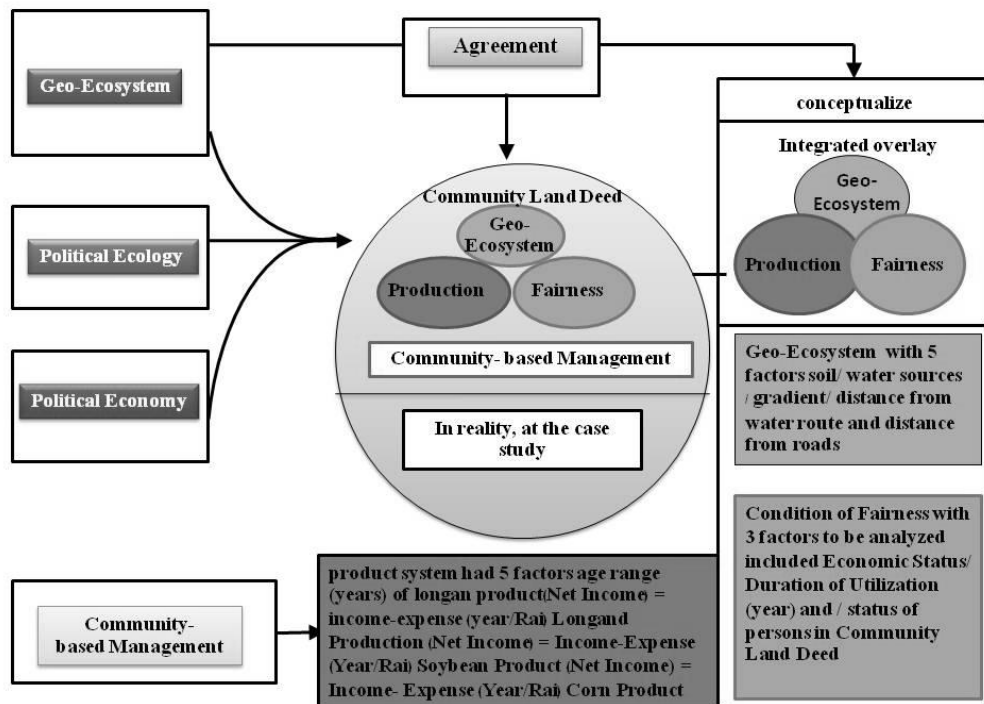 Agreement
Geo-Ecosystem
conceptualize
Integrated overlay
Geo-
Ecosystem
Production
Fairness
Community Land Deed
Geo-
Ecosystem
Production
Fairness
Political Ecology
Community- based Management
Political Economy
In reality, at the case
study
Geo-Ecosystem with 5
factors soil/ water sources
/ gradient/ distance from
water route and distance
from roads
Condition of Fairness with
3 factors to be analyzed
included Economic Status/
Duration of Utilization
(year) and / status of
persons in Community
Land Deed
Community-
based Management
product system had 5 factors age range
(years) of longan product(Net Income) =
income-expense (year/Rai) Longand
Production (Net Income) = Income-Expense
(Year/Rai) Soybean Product (Net Income) =
Income- Expense (Year/Rai) Corn Product